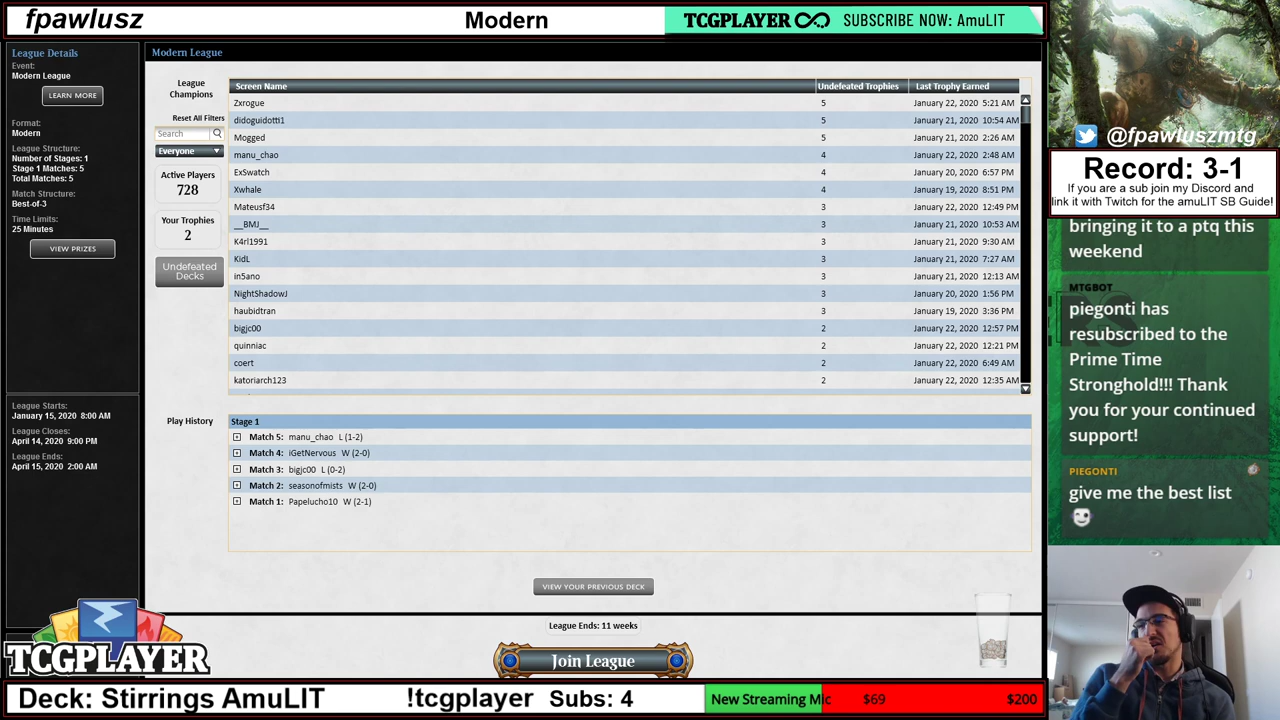 fpawlusz
Modern
TCGPLAYER
SUBSCRIBE NOW: AmuLIT
League Details
Event:
Modern League
LEARN MORE
Format:
Modern
League Structure:
Number of Stages: 1
Stage 1 Matches: 5
Total Matches: 5
Match Structure:
Best-of-3
Time Limits:
25 Minutes
VIEW PRIZES
League Starts:
January 15, 2020 8:00 AM
League Closes:
April 14, 2020 9:00 PM
League Ends:
April 15, 2020 2:00 AM
Modern League
League
Champions
Reset All Filters
Search
Everyone
Active Players
728
Your Trophies
2
Undefeated
Decks
Screen Name Undefeated Trophies Last Trophy Earned
Zxrogue 5 January 22, 2020 5:21 AM
didoguidotti1 5 January 21, 2020 10:54 AM
Mogged 5 January 21, 2020 2:26 AM
manu_chao 4 January 22, 2020 2:48 AM
ExSwatch 4 January 20, 2020 6:57 PM
Xwhale 4 January 19, 2020 8:51 PM
Mateusf34 3 January 22, 2020 12:49 PM
__BMJ__ 3 January 21, 2020 10:53 AM
K4rl1991 3 January 21, 2020 9:30 AM
KidL 3 January 21, 2020 7:27 AM
in5ano 3 January 21, 2020 12:13 AM
NightShadowJ 3 January 20, 2020 1:56 PM
haubidtran 3 January 19, 2020 3:36 PM
bigjc00 2 January 22, 2020 12:57 PM
quinniac 2 January 22, 2020 12:21 PM
coert 2 January 22, 2020 6:49 AM
katoriarch123 2 January 22, 2020 12:35 AM
Play History
Stage 1
Match 5: manu_chao L (1-2)
Match 4: iGetNervous W (2-0)
Match 3: bigjc00 L (0-2)
Match 2: seasonofmists W (2-0)
Match 1: Papelucho10 W (2-1)
VIEW YOUR PREVIOUS DECK
League Ends: 11 weeks
Join League
@fpawluszmtg
Record: 3-1
If you are a sub join my Discord and
link it with Twitch for the amuLIT SB Guide!
bringing it to a ptq this
weekend
MTGBOT
piegonti has
resubscribed to the
Prime Time
Stronghold!!! Thank
you for your continued
support!
PIEGONTI
give me the best list
TCGPLAYER
Deck: Stirrings AmuLIT
!tcgplayer
Subs: 4
New Streaming Mic
$69
$200